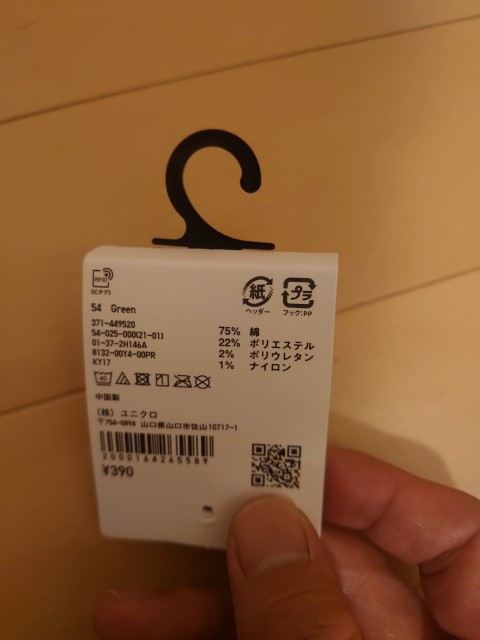 RFID
(ICタグ)
紙
ヘッダー
プラ
フック:PP
54 Green
371-449520
54-025-000(21-01)
01-37-2H146A
8132-00Y4-00PR
KY17
75% 綿
22% ポリエステル
2% ポリウレタン
1% ナイロン
40
中国製
(株) ユニクロ
〒754-0894 山口県山口市佐山10717-1
2000164265589
¥390